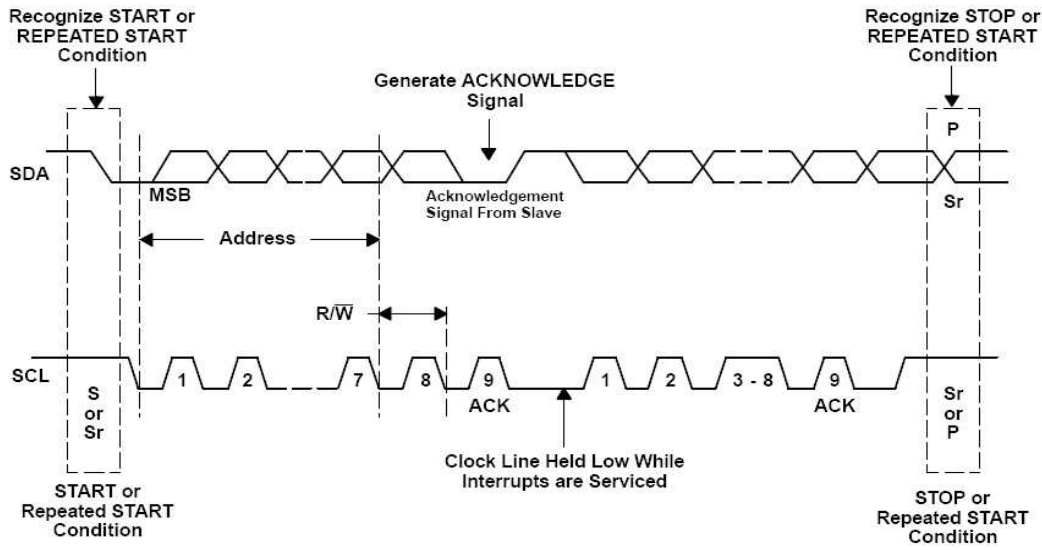 Recognize START or
REPEATED START
Condition
Recognize STOP or
REPEATED START
Condition
Generate ACKNOWLEDGE
Signal
P
SDA
MSB
Acknowledgement
Signal From Slave
Sr
Address
R/W̅
SCL
1
2
7
8
9
1
2
3 - 8
9
ACK
ACK
S
or
Sr
Sr
or
P
Clock Line Held Low While
Interrupts are Serviced
START or
Repeated START
Condition
STOP or
Repeated START
Condition